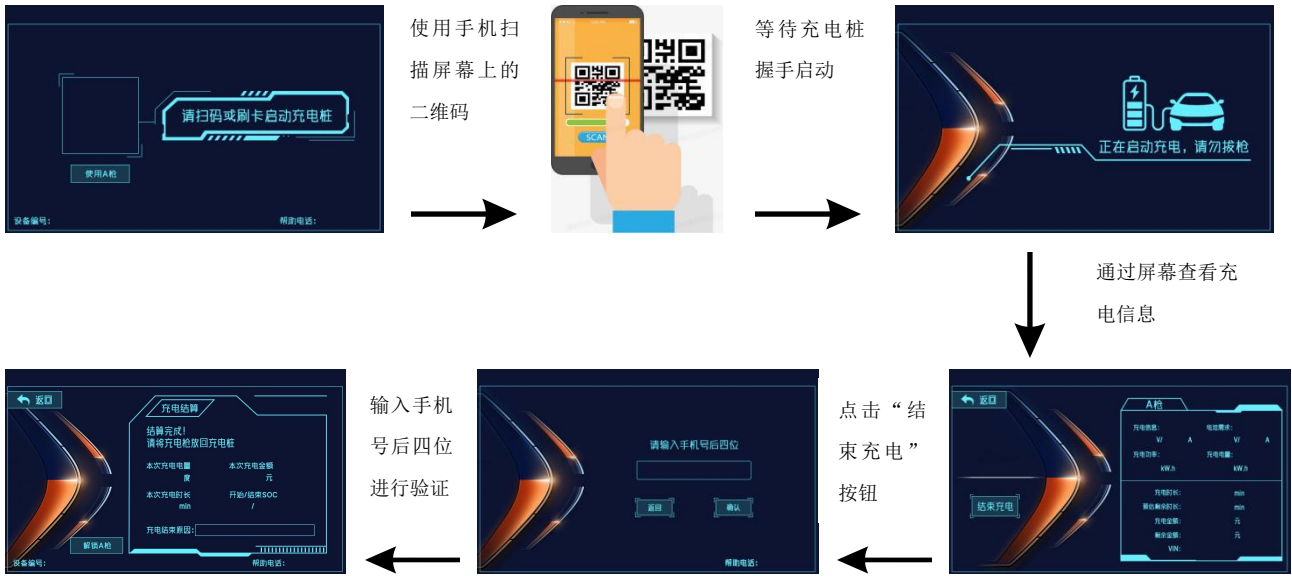 请扫码或刷卡启动充电桩
使用A枪
设备编号:
帮助电话:
使用手机扫
描屏幕上的
二维码
SCAN
等待充电桩
握手启动
正在启动充电，请勿拔枪
通过屏幕查看充
电信息
返回
A枪
充电信息:
电池需求:
V/ A
V/ A
充电功率:
充电电量:
kW.h
kW.h
结束充电
充电时长: min
预估剩余时长: min
充电金额: 元
剩余金额: 元
VIN:
点击“结
束充电”
按钮
请输入手机号后四位
返回
确认
帮助电话:
输入手机
号后四位
进行验证
返回
充电结算
结算完成!
请将充电枪放回充电桩
本次充电电量
本次充电金额
度
元
本次充电时长
开始/结束SOC
min
/
充电结束原因:
解锁A枪
设备编号:
帮助电话: